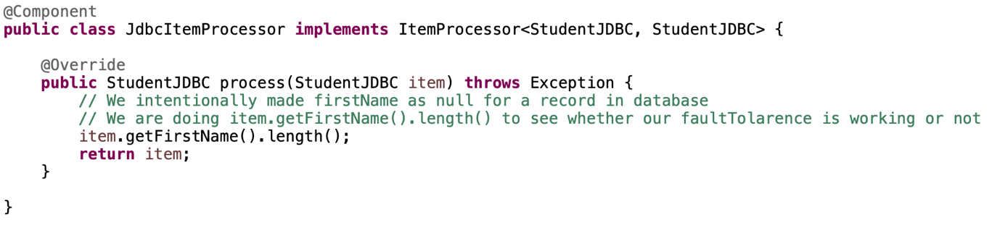 @Component
public class JdbcItemProcessor implements ItemProcessor<StudentJDBC, StudentJDBC> {
@Override
public StudentJDBC process(StudentJDBC item) throws Exception {
// We intentionally made firstName as null for a record in database
// We are doing item.getFirstName().length() to see whether our faultTolarence is working or not
item.getFirstName().length();
return item;
}
}